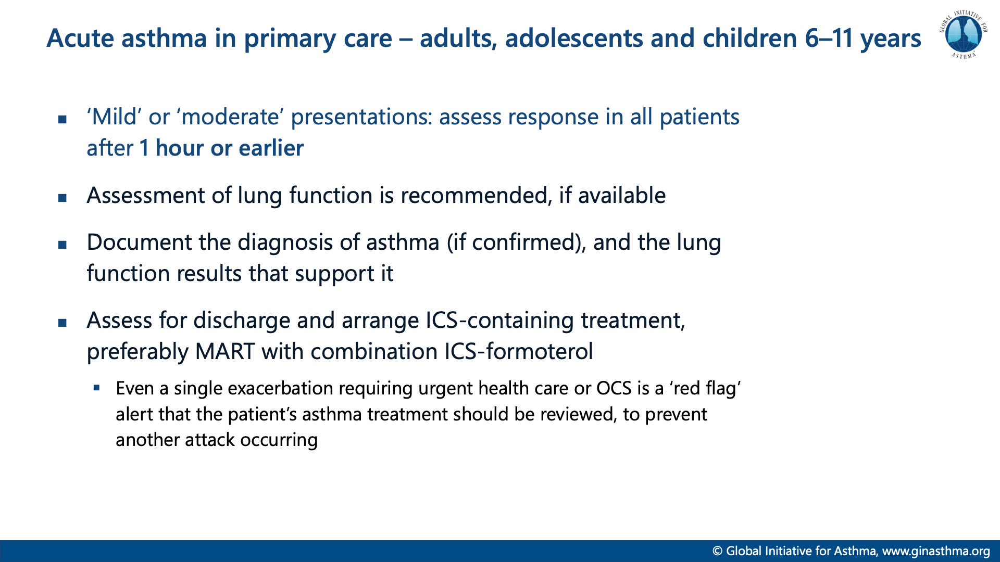 Acute asthma in primary care – adults, adolescents and children 6–11 years
GLOBAL INITIATIVE FOR
ASTHMA
‘Mild’ or ‘moderate’ presentations: assess response in all patients
after 1 hour or earlier
Assessment of lung function is recommended, if available
Document the diagnosis of asthma (if confirmed), and the lung
function results that support it
Assess for discharge and arrange ICS-containing treatment,
preferably MART with combination ICS-formoterol
Even a single exacerbation requiring urgent health care or OCS is a ‘red flag’
alert that the patient’s asthma treatment should be reviewed, to prevent
another attack occurring
© Global Initiative for Asthma, www.ginasthma.org